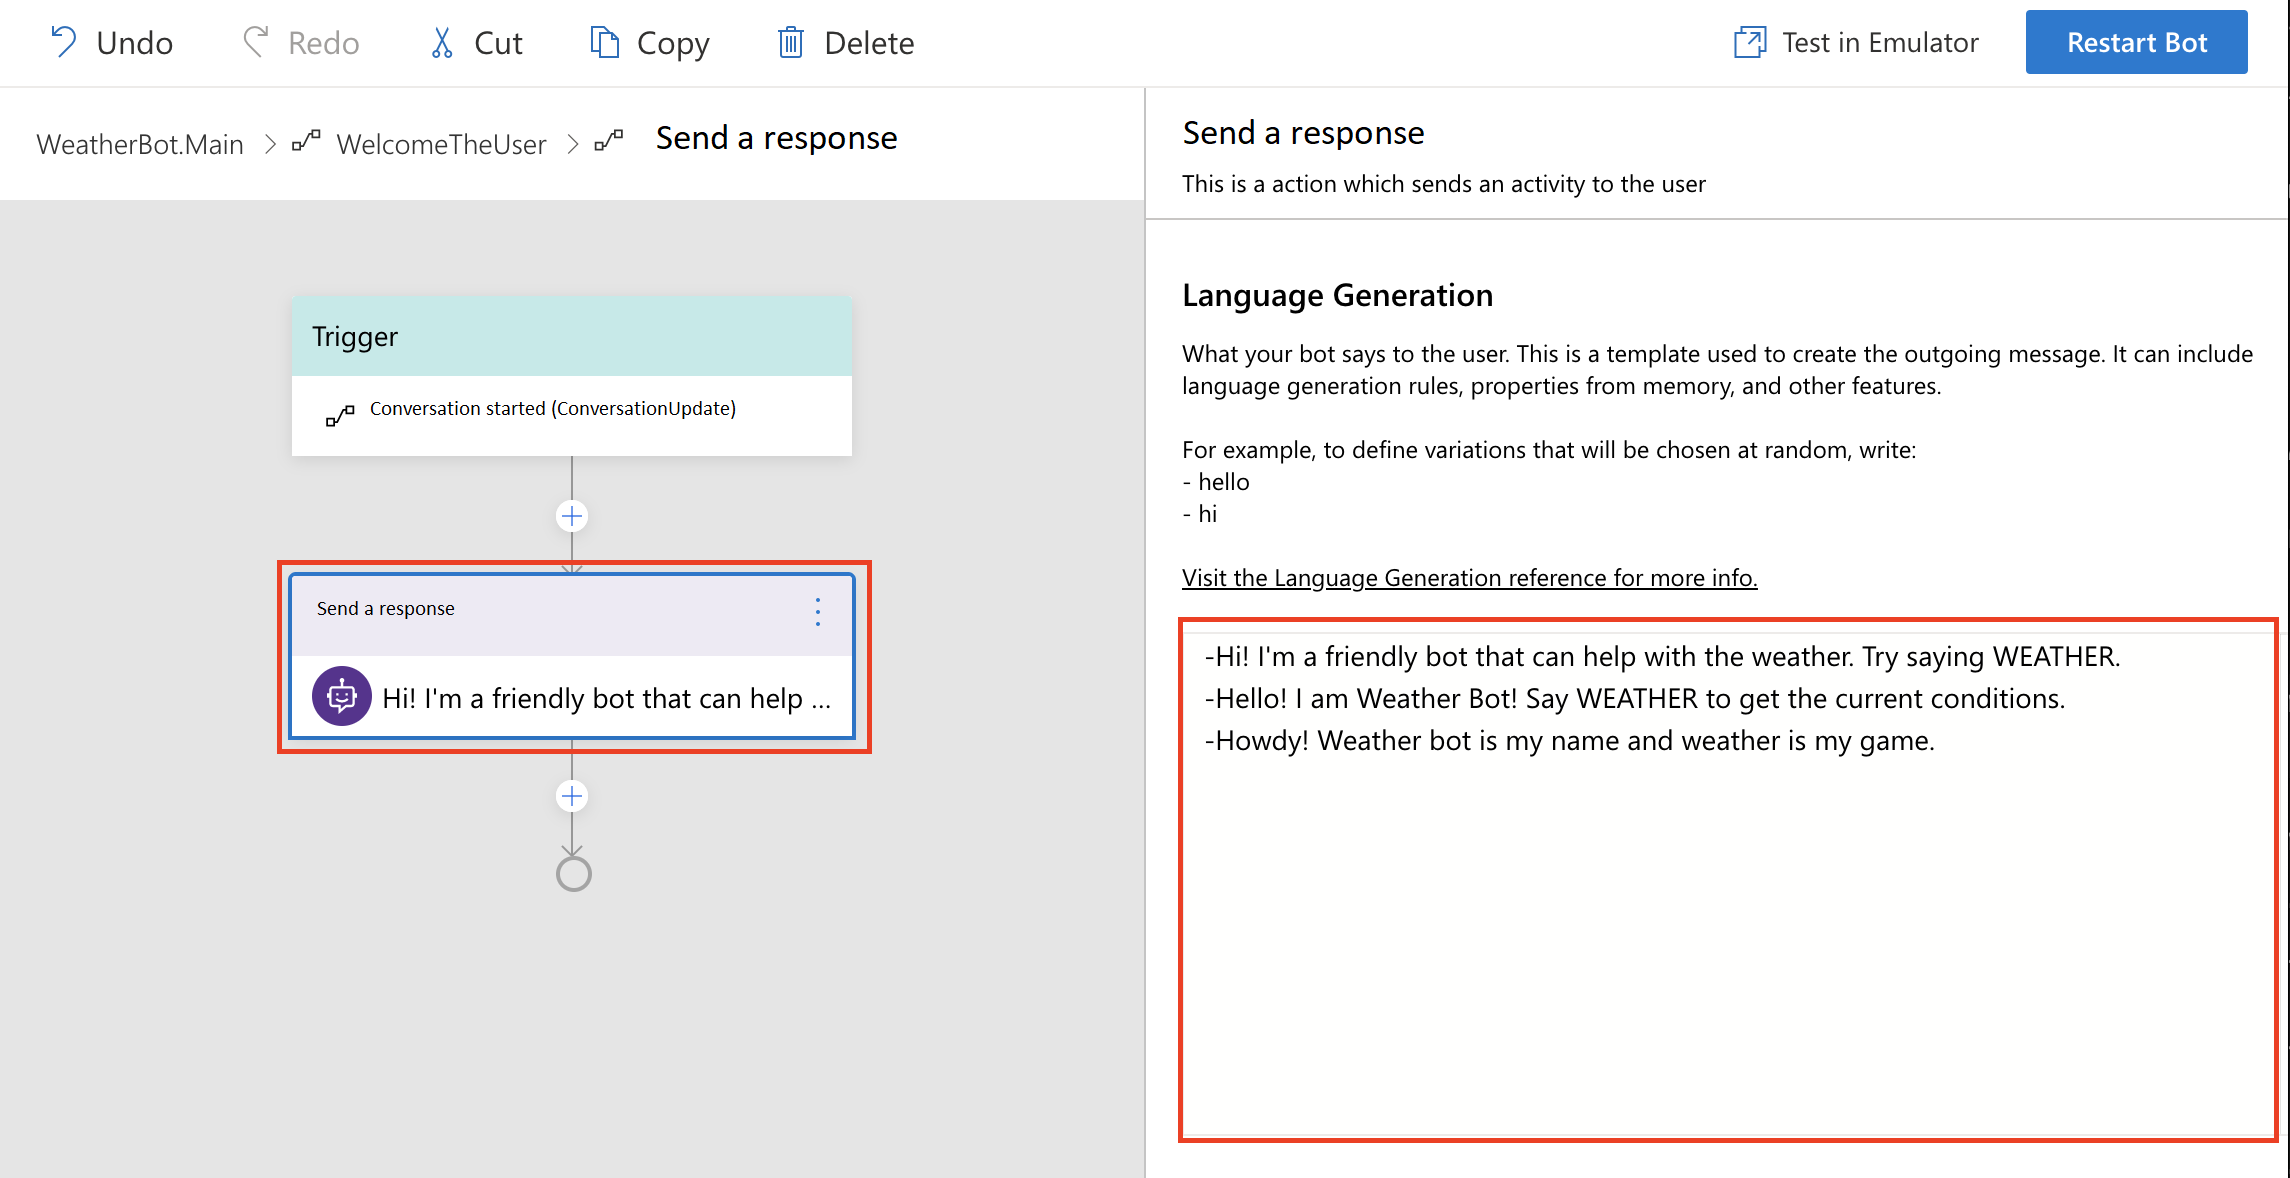 Undo
Redo
Cut
Copy
Delete
Test in Emulator
Restart Bot
WeatherBot.Main > WelcomeTheUser > Send a response
Trigger
Conversation started (ConversationUpdate)
Send a response
Hi! I'm a friendly bot that can help ...
Send a response
This is a action which sends an activity to the user
Language Generation
What your bot says to the user. This is a template used to create the outgoing message. It can include
language generation rules, properties from memory, and other features.
For example, to define variations that will be chosen at random, write:
- hello
- hi
Visit the Language Generation reference for more info.
-Hi! I'm a friendly bot that can help with the weather. Try saying WEATHER.
-Hello! I am Weather Bot! Say WEATHER to get the current conditions.
-Howdy! Weather bot is my name and weather is my game.